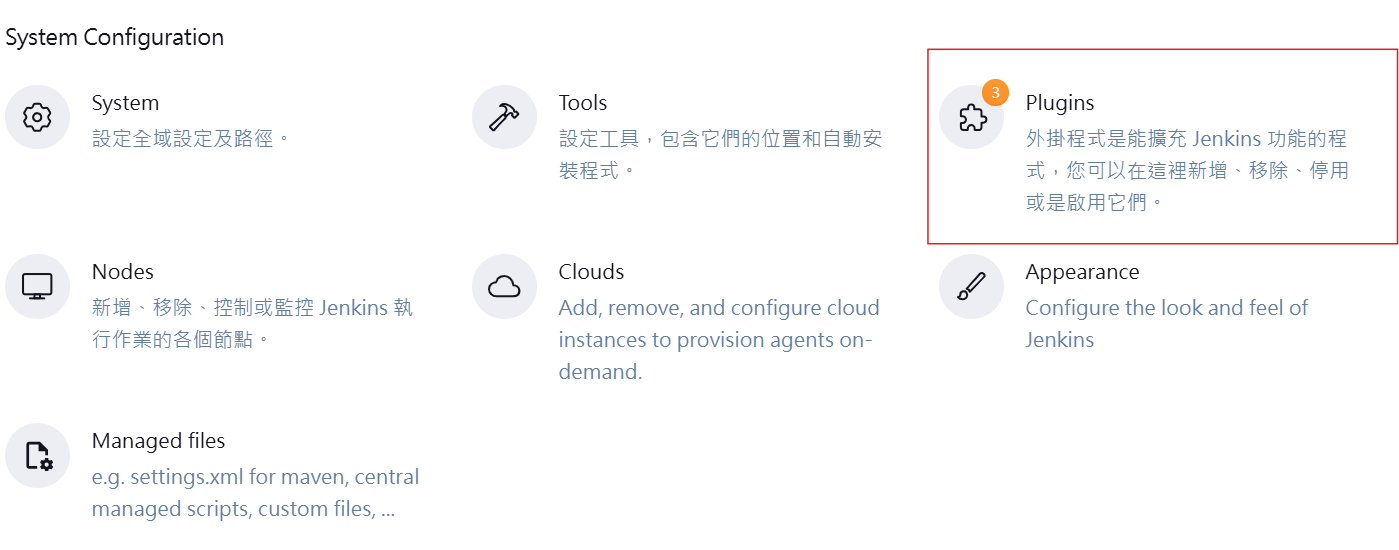 System Configuration
System
設定全域設定及路徑。
Tools
設定工具，包含它們的位置和自動安
裝程式。
3
Plugins
外掛程式是能擴充 Jenkins 功能的程
式，您可以在這裡新增、移除、停用
或是啟用它們。
Nodes
新增、移除、控制或監控 Jenkins 執
行作業的各個節點。
Clouds
Add, remove, and configure cloud
instances to provision agents on-
demand.
Appearance
Configure the look and feel of
Jenkins
Managed files
e.g. settings.xml for maven, central
managed scripts, custom files, ...